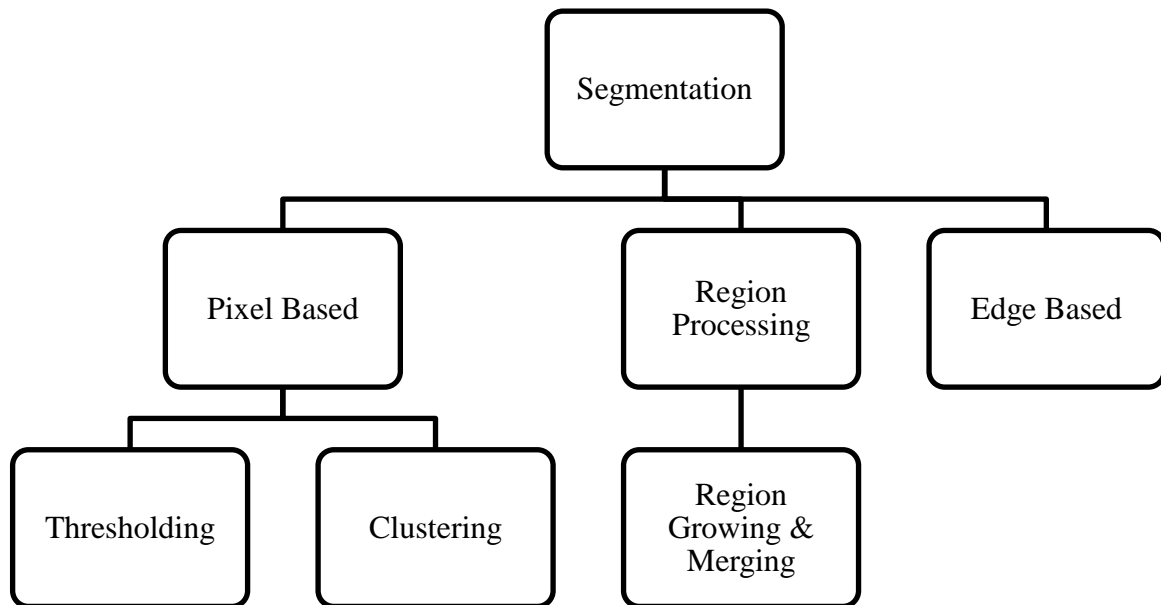 Segmentation
Pixel Based
Region
Processing
Edge Based
Thresholding
Clustering
Region
Growing &
Merging